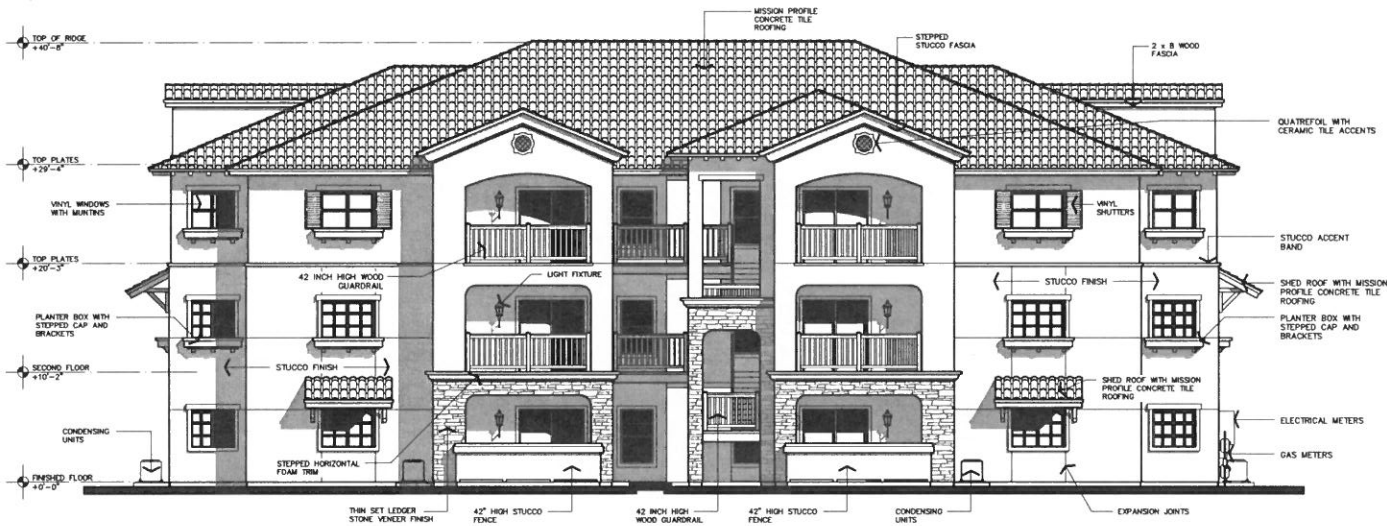 MISSION PROFILE
CONCRETE TILE
ROOFING
STEPPED
STUCCO FASCIA
2 x 8 WOOD
FASCIA
TOP OF RIDGE
+40'-8"
QUATREFOIL WITH
CERAMIC TILE ACCENTS
TOP PLATES
+29'-4"
VINYL WINDOWS
WITH MUNTINS
VINYL
SHUTTERS
STUCCO ACCENT
BAND
TOP PLATES
+20'-3"
42 INCH HIGH WOOD
GUARDRAIL
LIGHT FIXTURE
STUCCO FINISH
SHED ROOF WITH MISSION
PROFILE CONCRETE TILE
ROOFING
PLANTER BOX WITH
STEPPED CAP AND
BRACKETS
PLANTER BOX WITH
STEPPED CAP AND
BRACKETS
SECOND FLOOR
+10'-2"
STUCCO FINISH
SHED ROOF WITH MISSION
PROFILE CONCRETE TILE
ROOFING
ELECTRICAL METERS
CONDENSING
UNITS
GAS METERS
STEPPED HORIZONTAL
FOAM TRIM
FINISHED FLOOR
+0'-0"
THIN SET LEDGER
STONE VENEER FINISH
42" HIGH STUCCO
FENCE
42 INCH HIGH
WOOD GUARDRAIL
42" HIGH STUCCO
FENCE
CONDENSING
UNITS
EXPANSION JOINTS